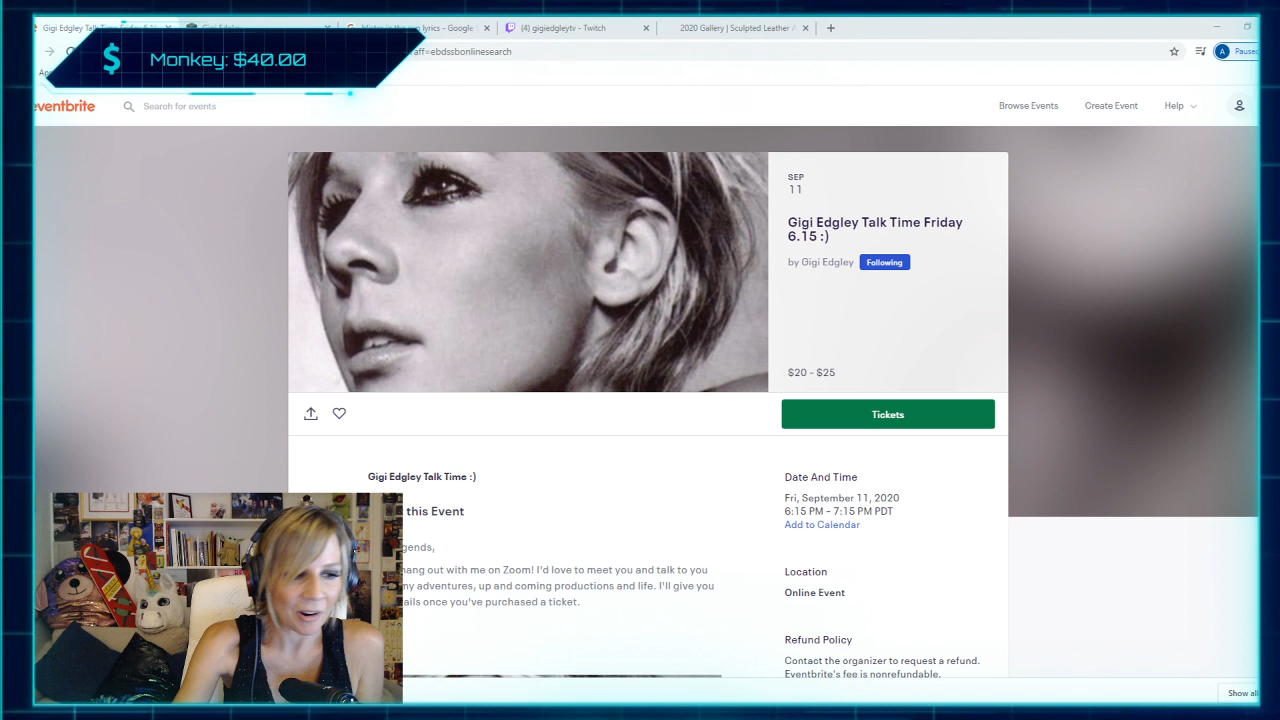 Gigi Edgley Talk Time Friday 6.15
Gigi Edgley
lyrics - Google
(4) gigiedgleytv - Twitch
2020 Gallery | Sculpted Leather
$ Monkey: $40.00
aff=ebdssbonlinesearch
A Paused
eventbrite
Search for events
Browse Events
Create Event
Help
SEP
11
Gigi Edgley Talk Time Friday
6.15 :)
by Gigi Edgley
Following
$20 – $25
Tickets
Gigi Edgley Talk Time :)
this Event
gends,
hang out with me on Zoom! I'd love to meet you and talk to you
my adventures, up and coming productions and life. I'll give you
ails once you've purchased a ticket.
Date And Time
Fri, September 11, 2020
6:15 PM – 7:15 PM PDT
Add to Calendar
Location
Online Event
Refund Policy
Contact the organizer to request a refund.
Eventbrite's fee is nonrefundable.
Show all